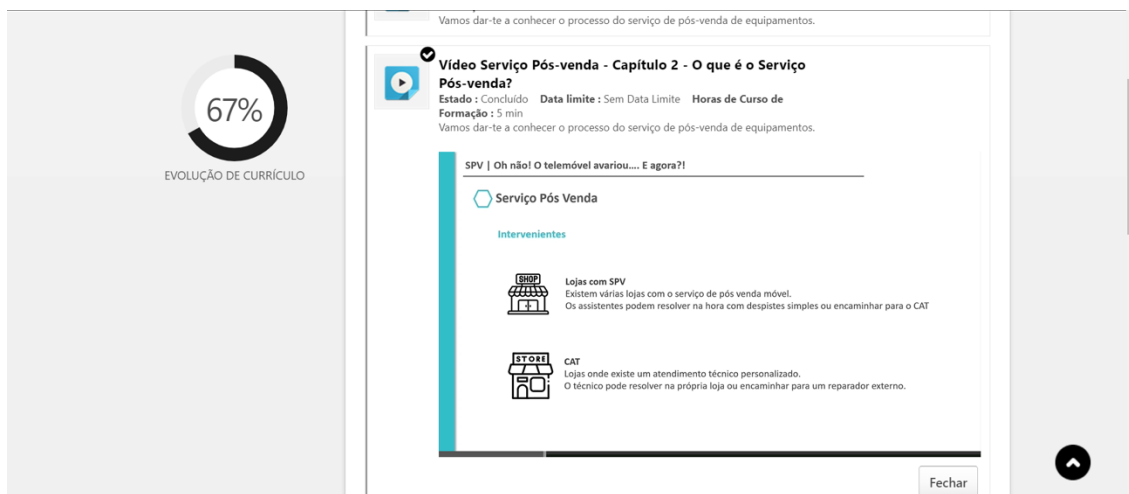 Vamos dar-te a conhecer o processo do serviço de pós-venda de equipamentos.
Vídeo Serviço Pós-venda - Capítulo 2 - O que é o Serviço
Pós-venda?
Estado : Concluído Data limite : Sem Data Limite Horas de Curso de
Formação : 5 min
Vamos dar-te a conhecer o processo do serviço de pós-venda de equipamentos.
67%
EVOLUÇÃO DE CURRÍCULO
SPV | Oh não! O telemóvel avariou.... E agora?!
Serviço Pós Venda
Intervenientes
SHOP
Lojas com SPV
Existem várias lojas com o serviço de pós venda móvel.
Os assistentes podem resolver na hora com despistes simples ou encaminhar para o CAT
STORE
CAT
Lojas onde existe um atendimento técnico personalizado.
O técnico pode resolver na própria loja ou encaminhar para um reparador externo.
Fechar